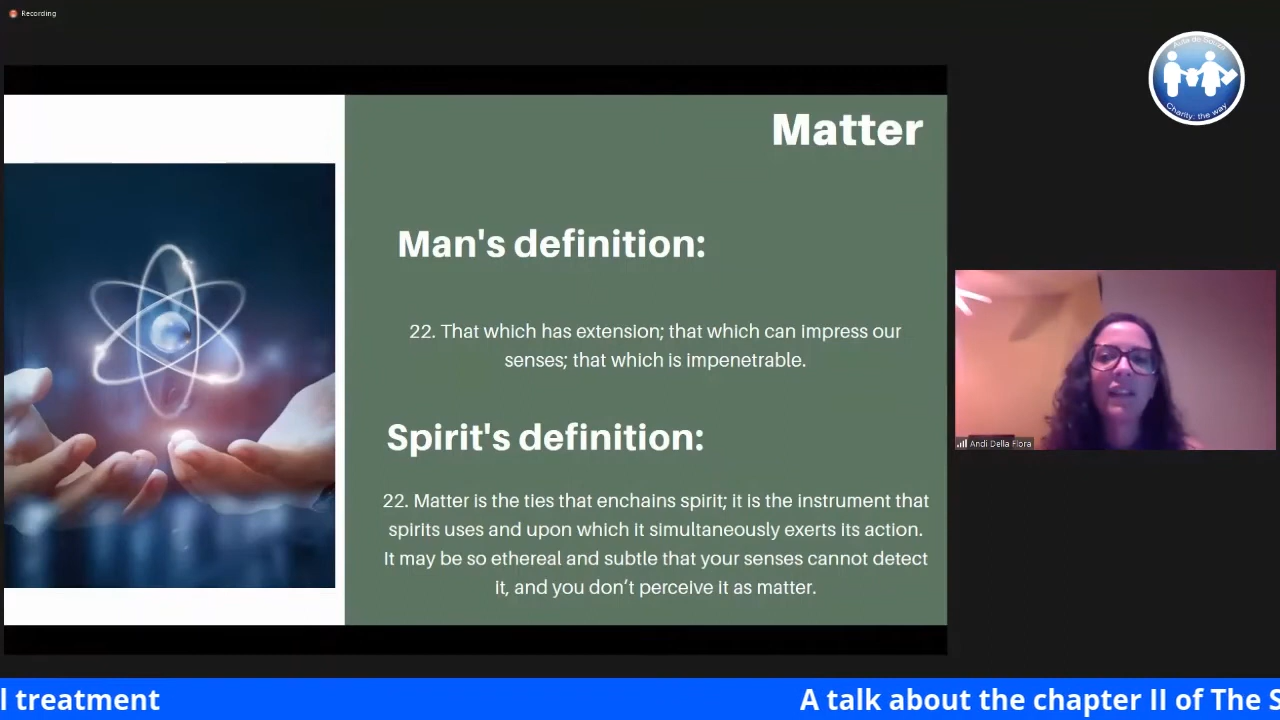 Recording
Auta de Souza
Charity: the way
Matter
Man's definition:
22. That which has extension; that which can impress our
senses; that which is impenetrable.
Spirit's definition:
22. Matter is the ties that enchains spirit; it is the instrument that
spirits uses and upon which it simultaneously exerts its action.
It may be so ethereal and subtle that your senses cannot detect
it, and you don’t perceive it as matter.
Andi Della Flora
l treatment
A talk about the chapter II of The S